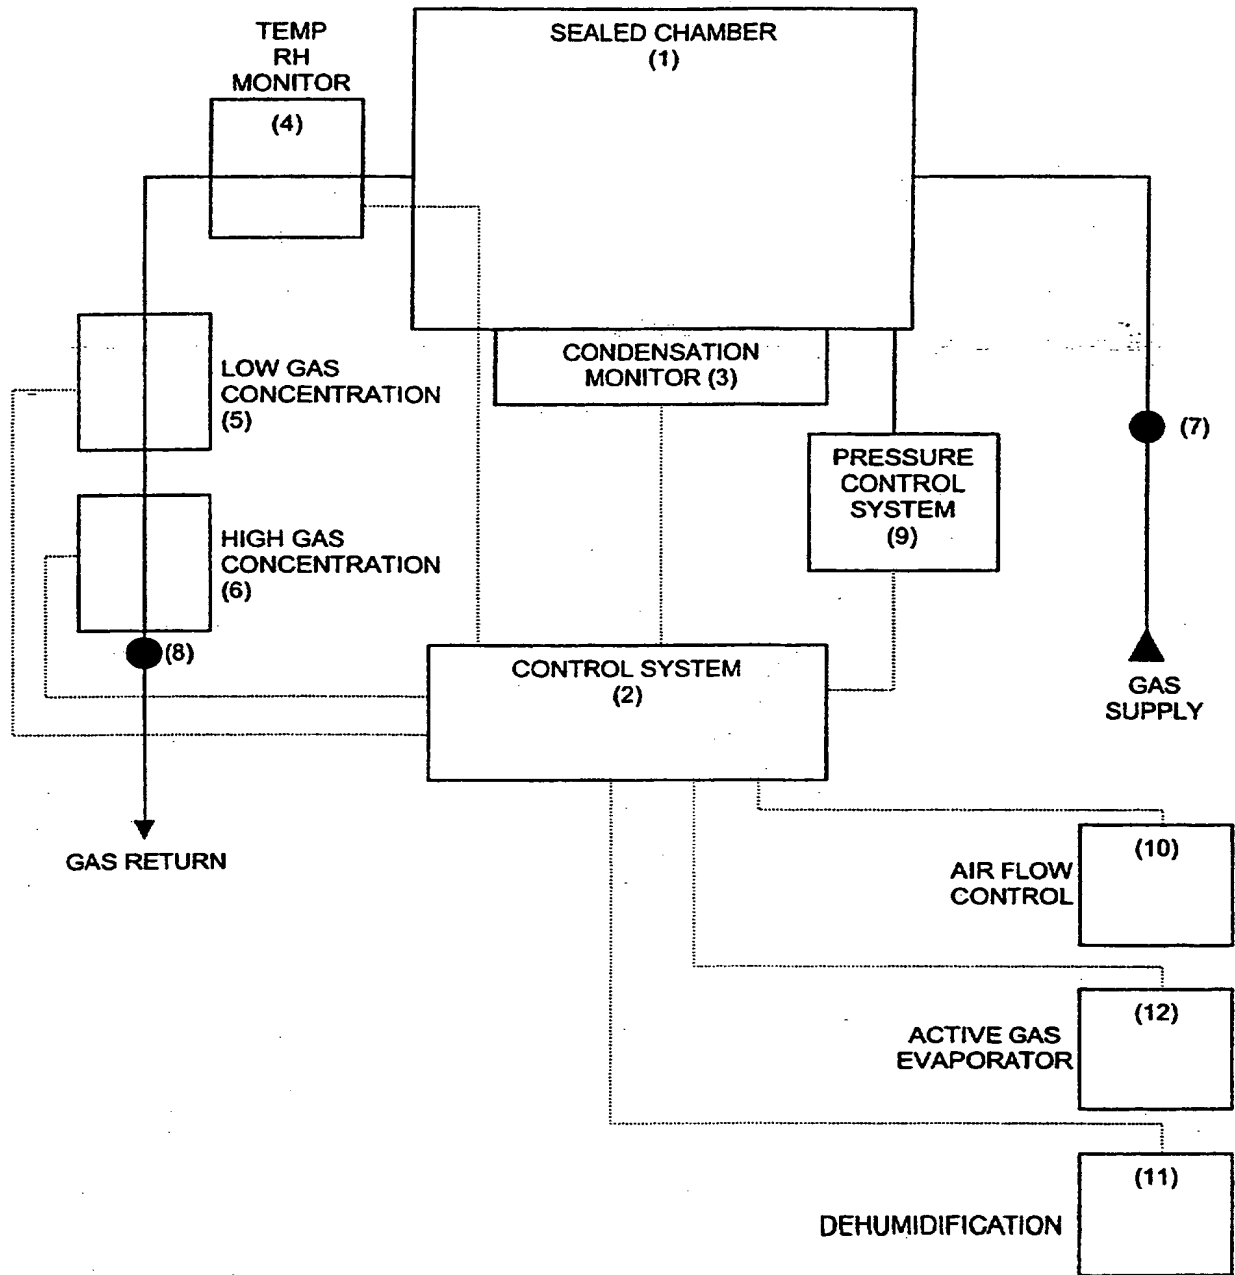 TEMP
RH
MONITOR
(4)
SEALED CHAMBER
(1)
LOW GAS
CONCENTRATION
(5)
CONDENSATION
MONITOR (3)
(7)
PRESSURE
CONTROL
SYSTEM
(9)
HIGH GAS
CONCENTRATION
(6)
(8)
CONTROL SYSTEM
(2)
GAS
SUPPLY
GAS RETURN
(10)
AIR FLOW
CONTROL
(12)
ACTIVE GAS
EVAPORATOR
(11)
DEHUMIDIFICATION